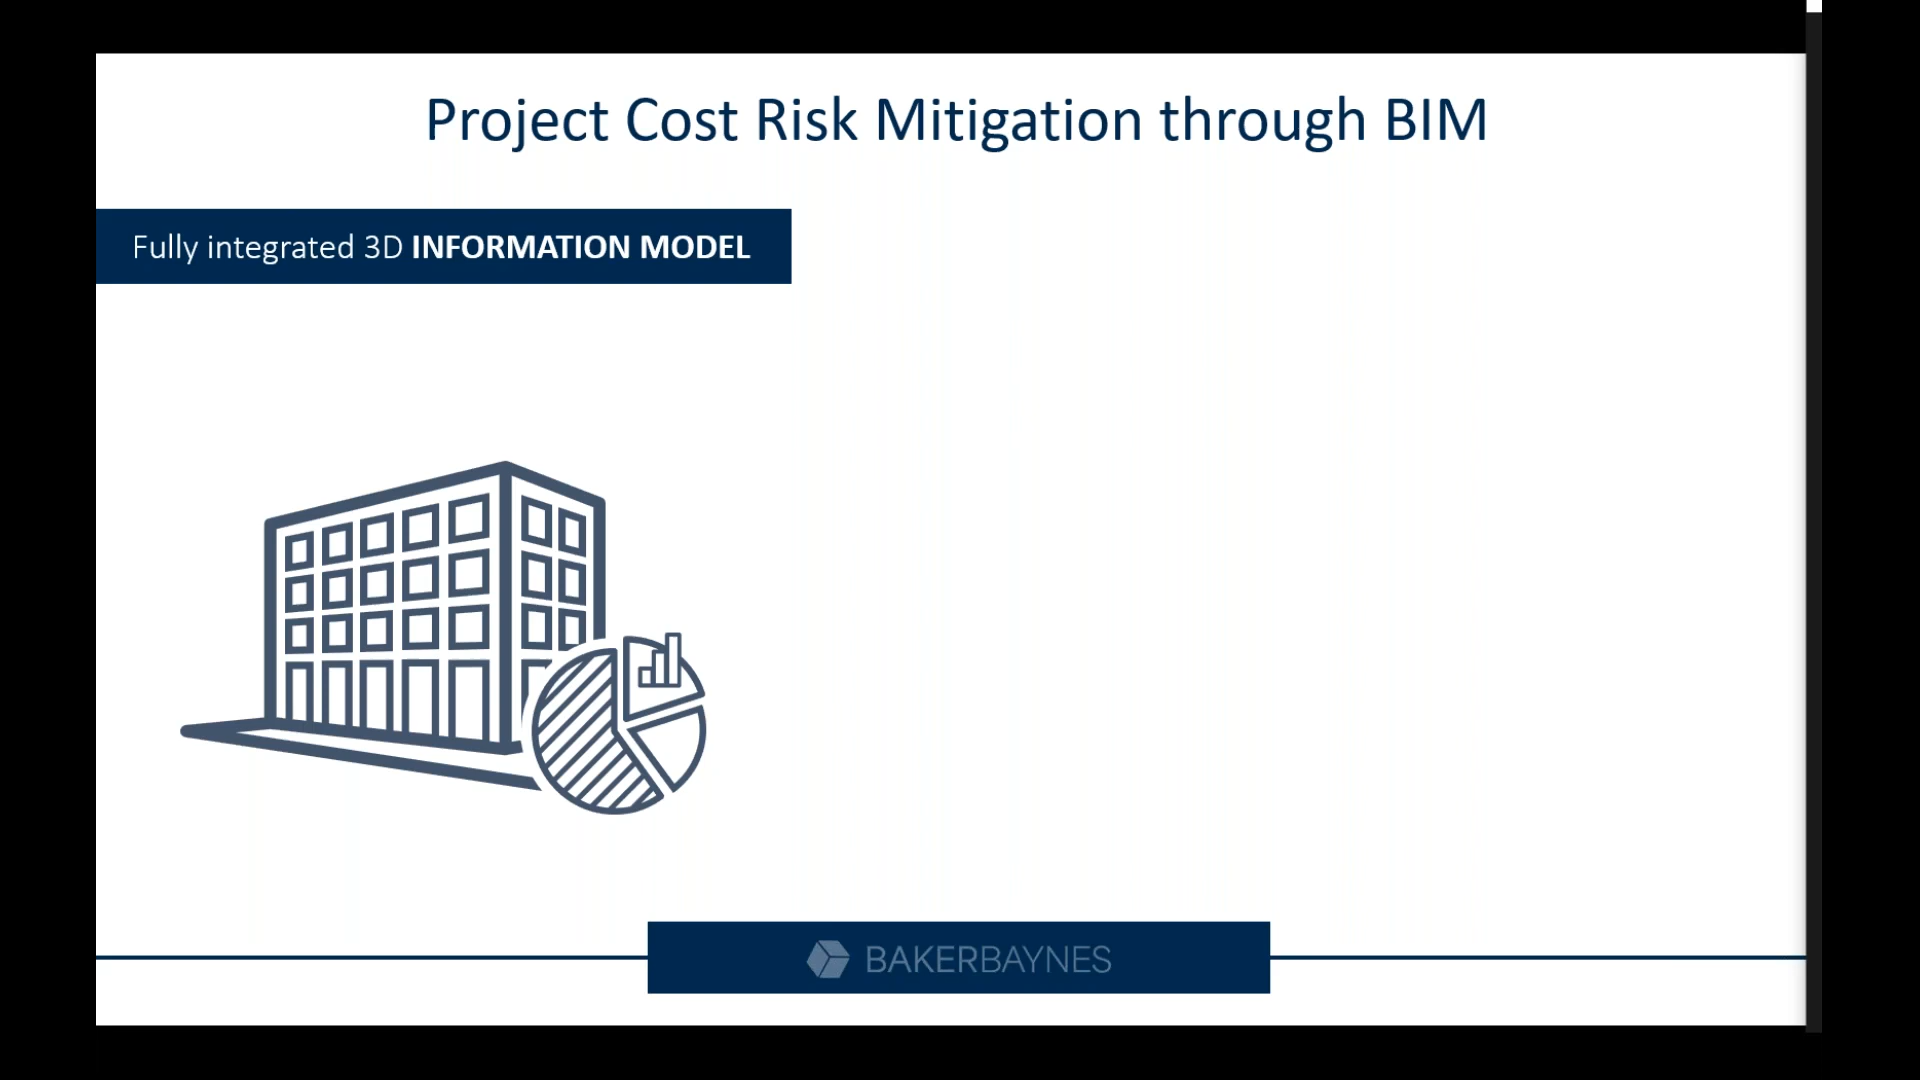 Project Cost Risk Mitigation through BIM
Fully integrated 3D INFORMATION MODEL
BAKERBAYNES